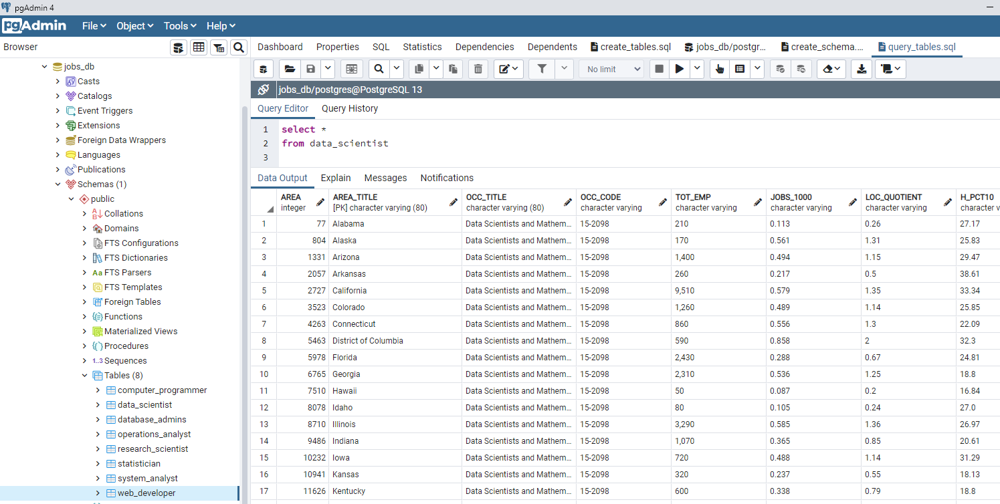 pgAdmin 4
pgAdmin File Object Tools Help
Browser
Dashboard Properties SQL Statistics Dependencies Dependents create_tables.sql jobs_db/postgr... create_schema.... query_tables.sql
No limit
jobs_db/postgres@PostgreSQL 13
Query Editor Query History
1 select *
2 from data_scientist
3
Data Output Explain Messages Notifications
jobs_db
Casts
Catalogs
Event Triggers
Extensions
Foreign Data Wrappers
Languages
Publications
Schemas (1)
public
Collations
Domains
FTS Configurations
FTS Dictionaries
Aa FTS Parsers
FTS Templates
Foreign Tables
Functions
Materialized Views
Procedures
1..3 Sequences
Tables (8)
computer_programmer
data_scientist
database_admins
operations_analyst
research_scientist
statistician
system_analyst
web_developer
AREA AREA_TITLE OCC_TITLE OCC_CODE TOT_EMP JOBS_1000 LOC_QUOTIENT H_PCT10
integer [PK] character varying (80) character varying (80) character varying character varying character varying character varying character v
1 77 Alabama Data Scientists and Mathem... 15-2098 210 0.113 0.26 27.17
2 804 Alaska Data Scientists and Mathem... 15-2098 170 0.561 1.31 25.83
3 1331 Arizona Data Scientists and Mathem... 15-2098 1,400 0.494 1.15 29.47
4 2057 Arkansas Data Scientists and Mathem... 15-2098 260 0.217 0.5 38.61
5 2727 California Data Scientists and Mathem... 15-2098 9,510 0.579 1.35 33.34
6 3523 Colorado Data Scientists and Mathem... 15-2098 1,260 0.489 1.14 25.85
7 4263 Connecticut Data Scientists and Mathem... 15-2098 860 0.556 1.3 22.09
8 5463 District of Columbia Data Scientists and Mathem... 15-2098 590 0.858 2 32.3
9 5978 Florida Data Scientists and Mathem... 15-2098 2,430 0.288 0.67 24.81
10 6765 Georgia Data Scientists and Mathem... 15-2098 2,310 0.536 1.25 18.8
11 7510 Hawaii Data Scientists and Mathem... 15-2098 50 0.087 0.2 16.84
12 8078 Idaho Data Scientists and Mathem... 15-2098 80 0.105 0.24 27.0
13 8710 Illinois Data Scientists and Mathem... 15-2098 3,290 0.585 1.36 26.97
14 9486 Indiana Data Scientists and Mathem... 15-2098 1,070 0.365 0.85 20.61
15 10232 Iowa Data Scientists and Mathem... 15-2098 720 0.488 1.14 31.29
16 10941 Kansas Data Scientists and Mathem... 15-2098 320 0.237 0.55 18.13
17 11626 Kentucky Data Scientists and Mathem... 15-2098 600 0.338 0.79 18.8